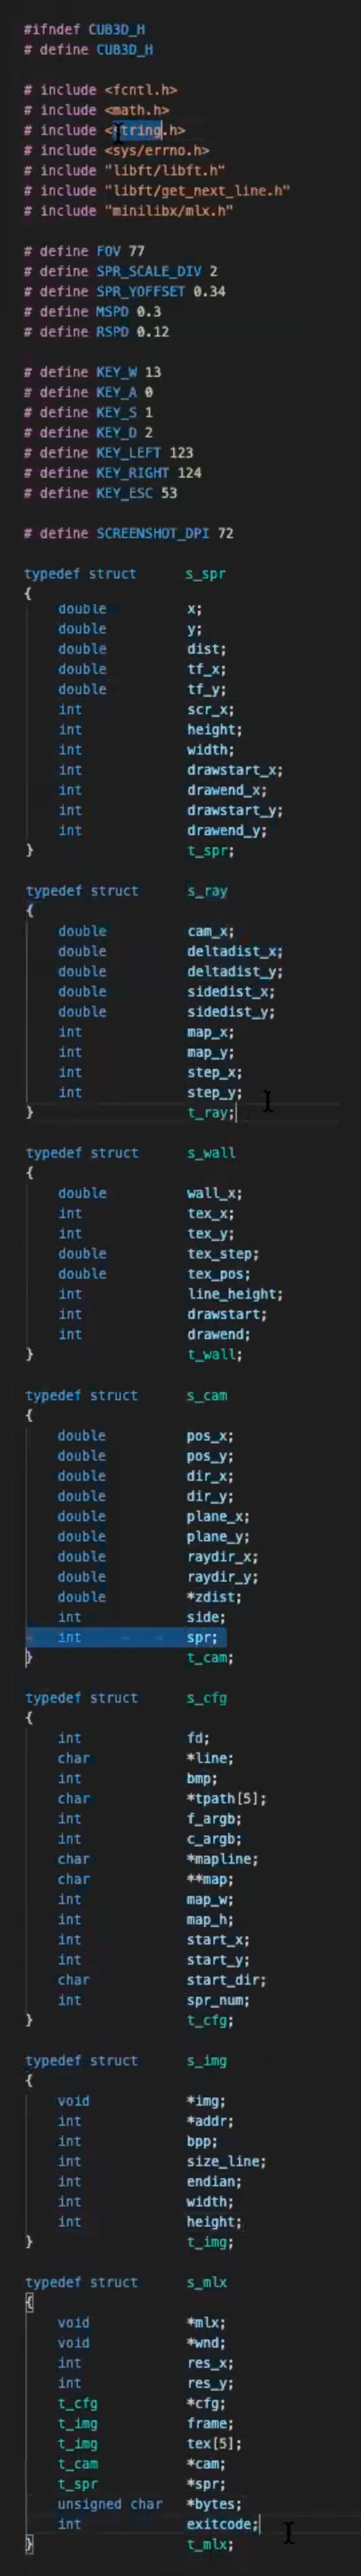 #ifndef CUB3D_H
# define CUB3D_H

# include <fcntl.h>
# include <math.h>
# include <string.h>
# include <sys/errno.h>
# include "libft/libft.h"
# include "libft/get_next_line.h"
# include "minilibx/mlx.h"

# define FOV 77
# define SPR_SCALE_DIV 2
# define SPR_YOFFSET 0.34
# define MSPD 0.3
# define RSPD 0.12

# define KEY_W 13
# define KEY_A 0
# define KEY_S 1
# define KEY_D 2
# define KEY_LEFT 123
# define KEY_RIGHT 124
# define KEY_ESC 53

# define SCREENSHOT_DPI 72

typedef struct s_spr
{
double x;
double y;
double dist;
double tf_x;
double tf_y;
int scr_x;
int height;
int width;
int drawstart_x;
int drawend_x;
int drawstart_y;
int drawend_y;
} t_spr;

typedef struct s_ray
{
double cam_x;
double deltadist_x;
double deltadist_y;
double sidedist_x;
double sidedist_y;
int map_x;
int map_y;
int step_x;
int step_y;
} t_ray;

typedef struct s_wall
{
double wall_x;
int tex_x;
int tex_y;
double tex_step;
double tex_pos;
int line_height;
int drawstart;
int drawend;
} t_wall;

typedef struct s_cam
{
double pos_x;
double pos_y;
double dir_x;
double dir_y;
double plane_x;
double plane_y;
double raydir_x;
double raydir_y;
double *zdist;
int side;
int spr;
} t_cam;

typedef struct s_cfg
{
int fd;
char *line;
int bmp;
char *tpath[5];
int f_argb;
int c_argb;
char *mapline;
char **map;
int map_w;
int map_h;
int start_x;
int start_y;
char start_dir;
int spr_num;
} t_cfg;

typedef struct s_img
{
void *img;
int *addr;
int bpp;
int size_line;
int endian;
int width;
int height;
} t_img;

typedef struct s_mlx
{
void *mlx;
void *wnd;
int res_x;
int res_y;
t_cfg *cfg;
t_img frame;
t_img tex[5];
t_cam *cam;
t_spr *spr;
unsigned char *bytes;
int exitcode;
} t_mlx;